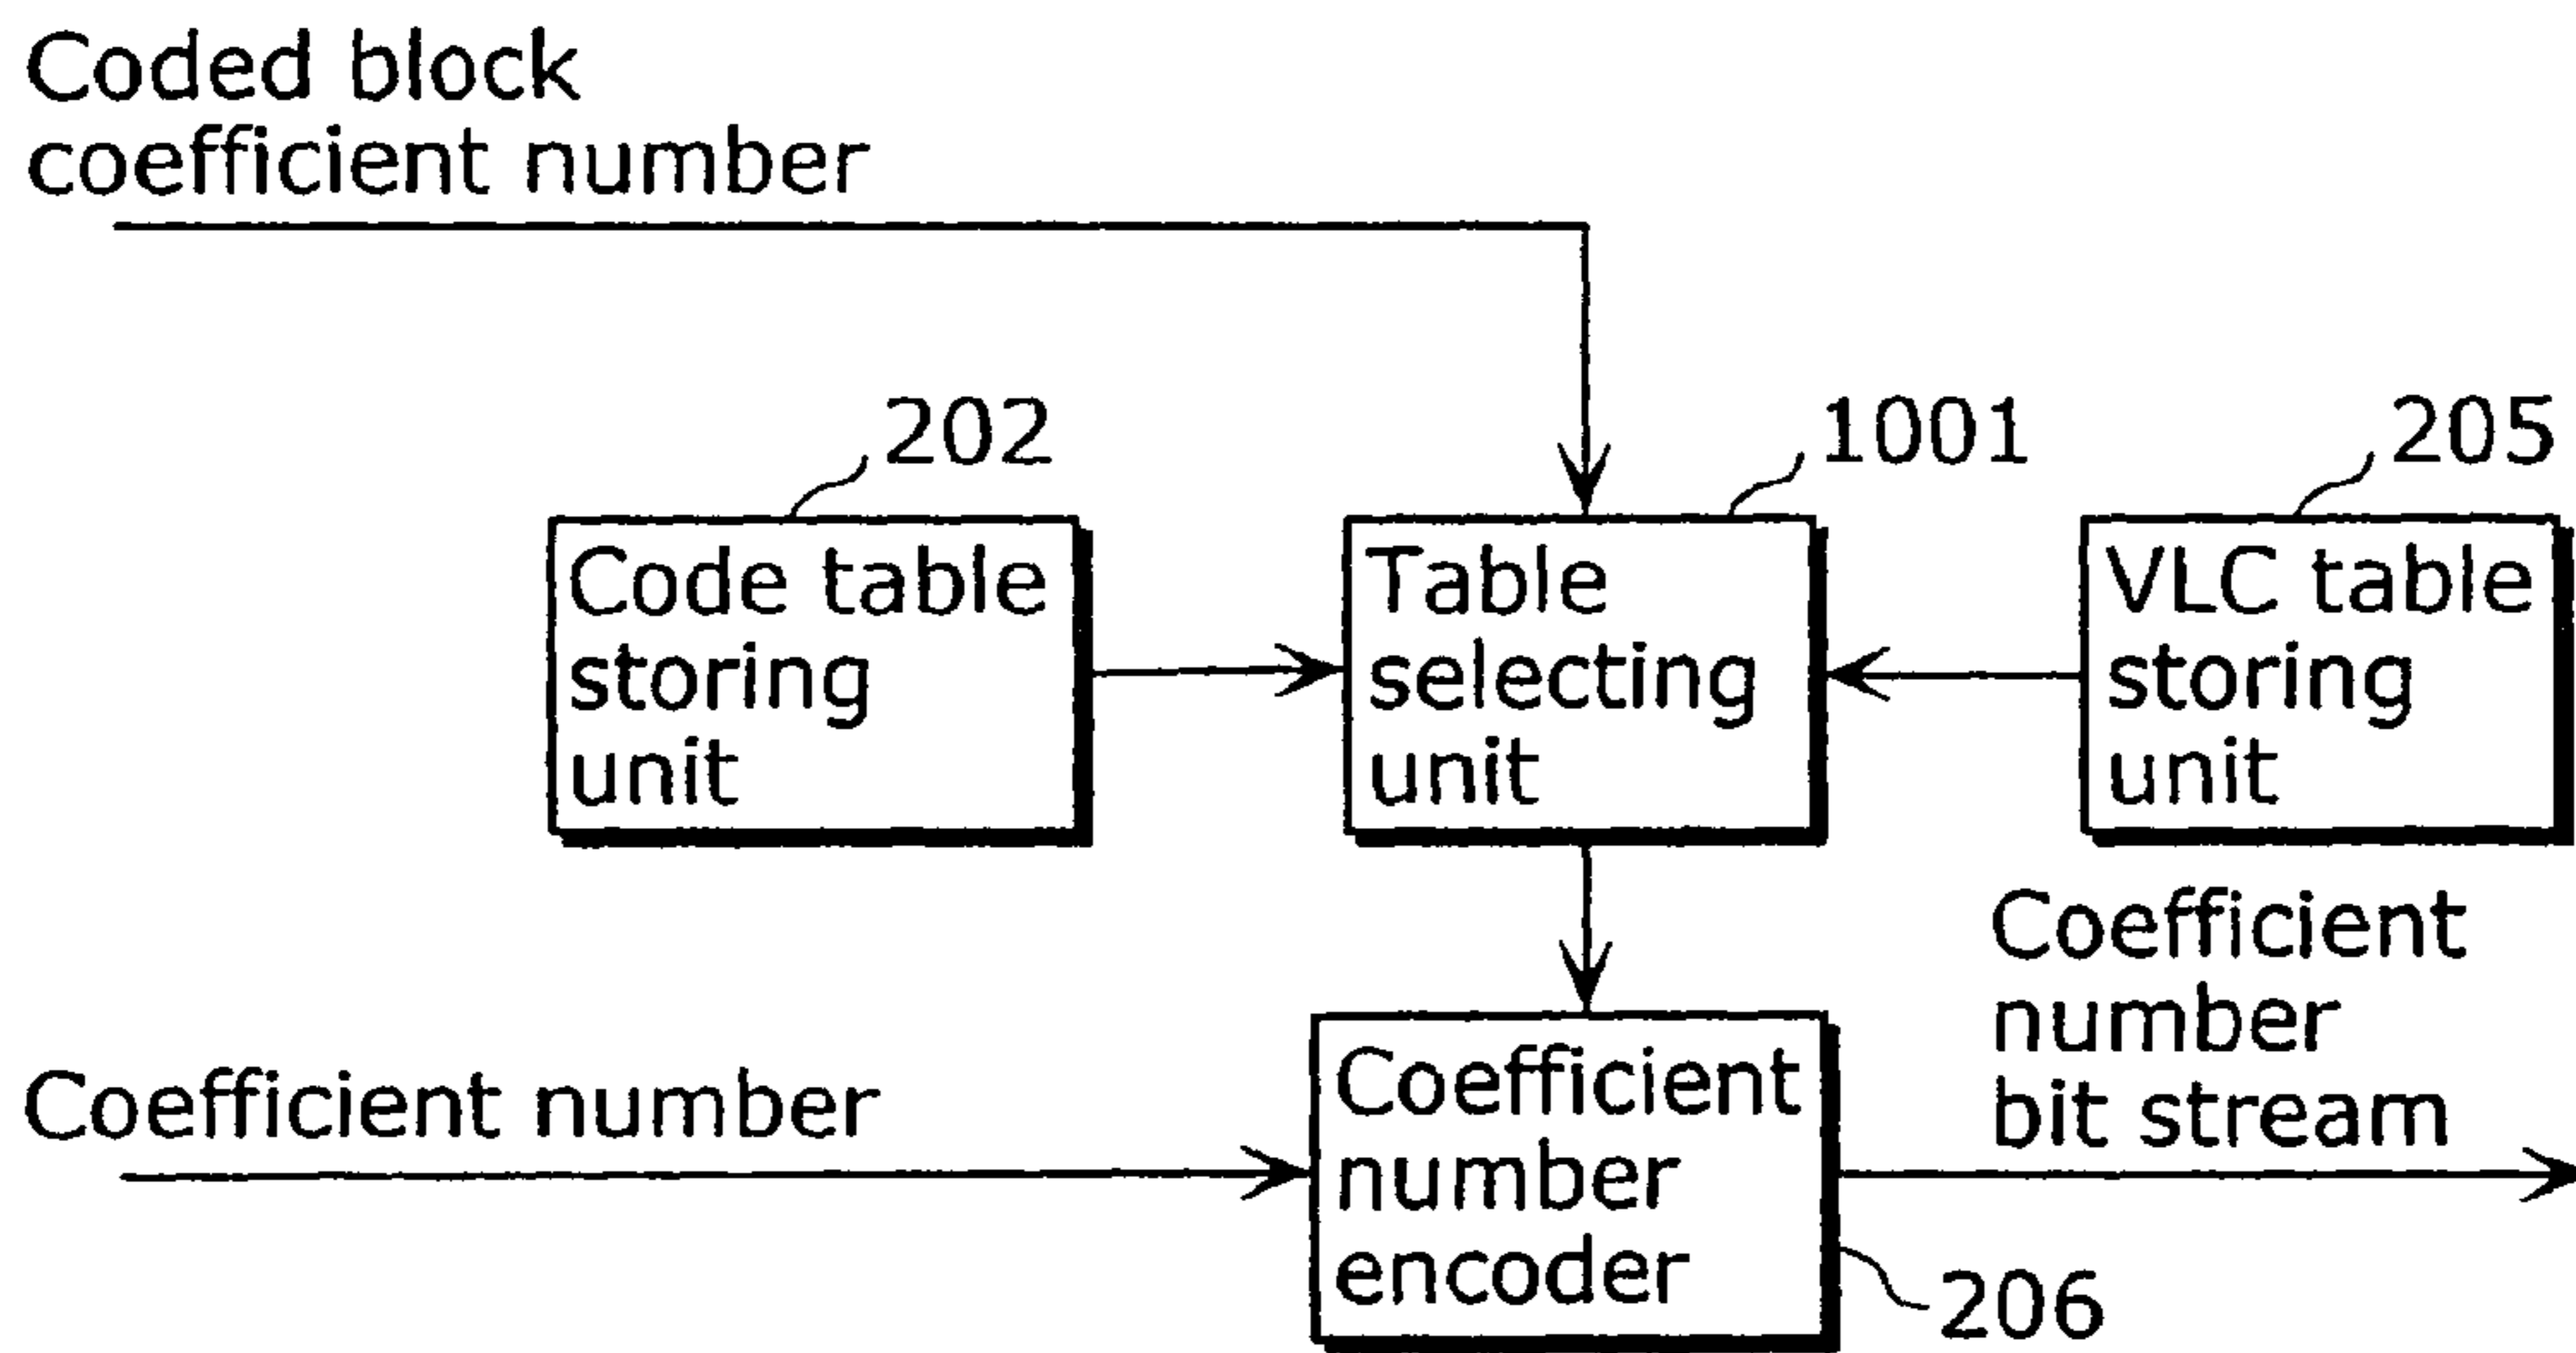 Coded block
coefficient number
202
1001
205
Code table
storing
unit
Table
selecting
unit
VLC table
storing
unit
Coefficient
number
bit stream
Coefficient number
Coefficient
number
encoder
206